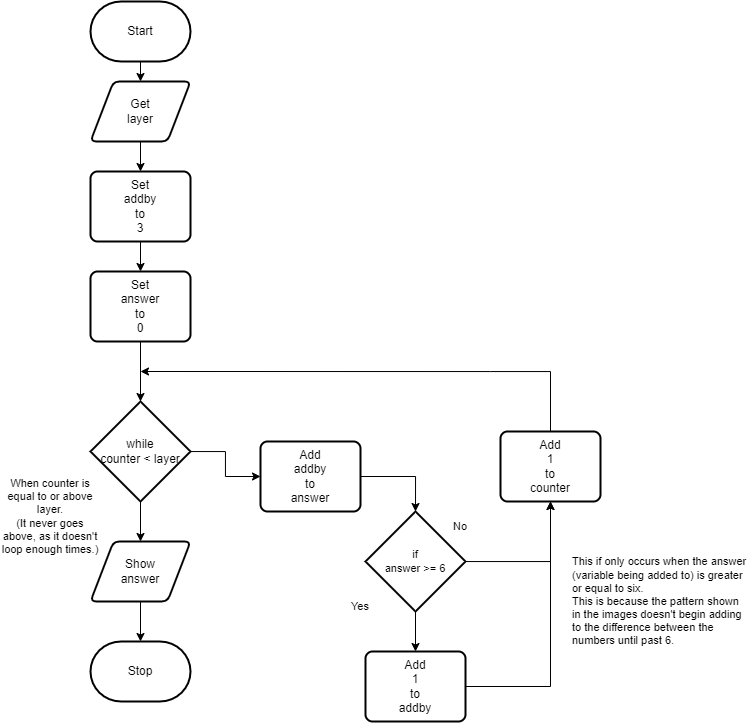 Start
Get
layer
Set
addby
to
3
Set
answer
to
0
while
counter < layer
Add
addby
to
answer
Add
1
to
counter
When counter is
equal to or above
layer.
(It never goes
above, as it doesn't
loop enough times.)
No
if
answer >= 6
Show
answer
This if only occurs when the answer
(variable being added to) is greater
or equal to six.
This is because the pattern shown
in the images doesn't begin adding
to the difference between the
numbers until past 6.
Yes
Add
1
to
addby
Stop